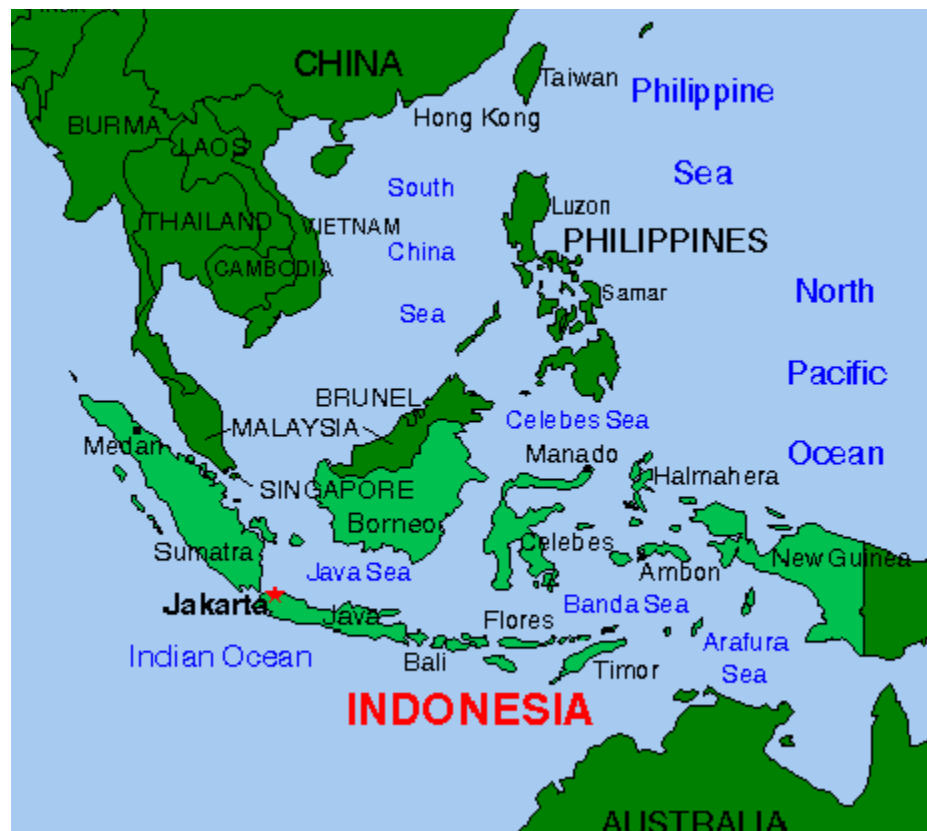 INDIA
CHINA
Taiwan
Philippine
Hong Kong
BURMA
LAOS
Sea
South
Luzon
THAILAND
VIETNAM
PHILIPPINES
China
CAMBODIA
North
Samar
Sea
Pacific
BRUNEL
Celebes Sea
MALAYSIA
Medan
Manado
Ocean
Halmahera
SINGAPORE
Borneo
Sumatra
Celebes
New Guinea
Java Sea
Ambon
Jakarta
Java
Banda Sea
Flores
Indian Ocean
Bali
Timor
Arafura
Sea
INDONESIA
AUSTRALIA